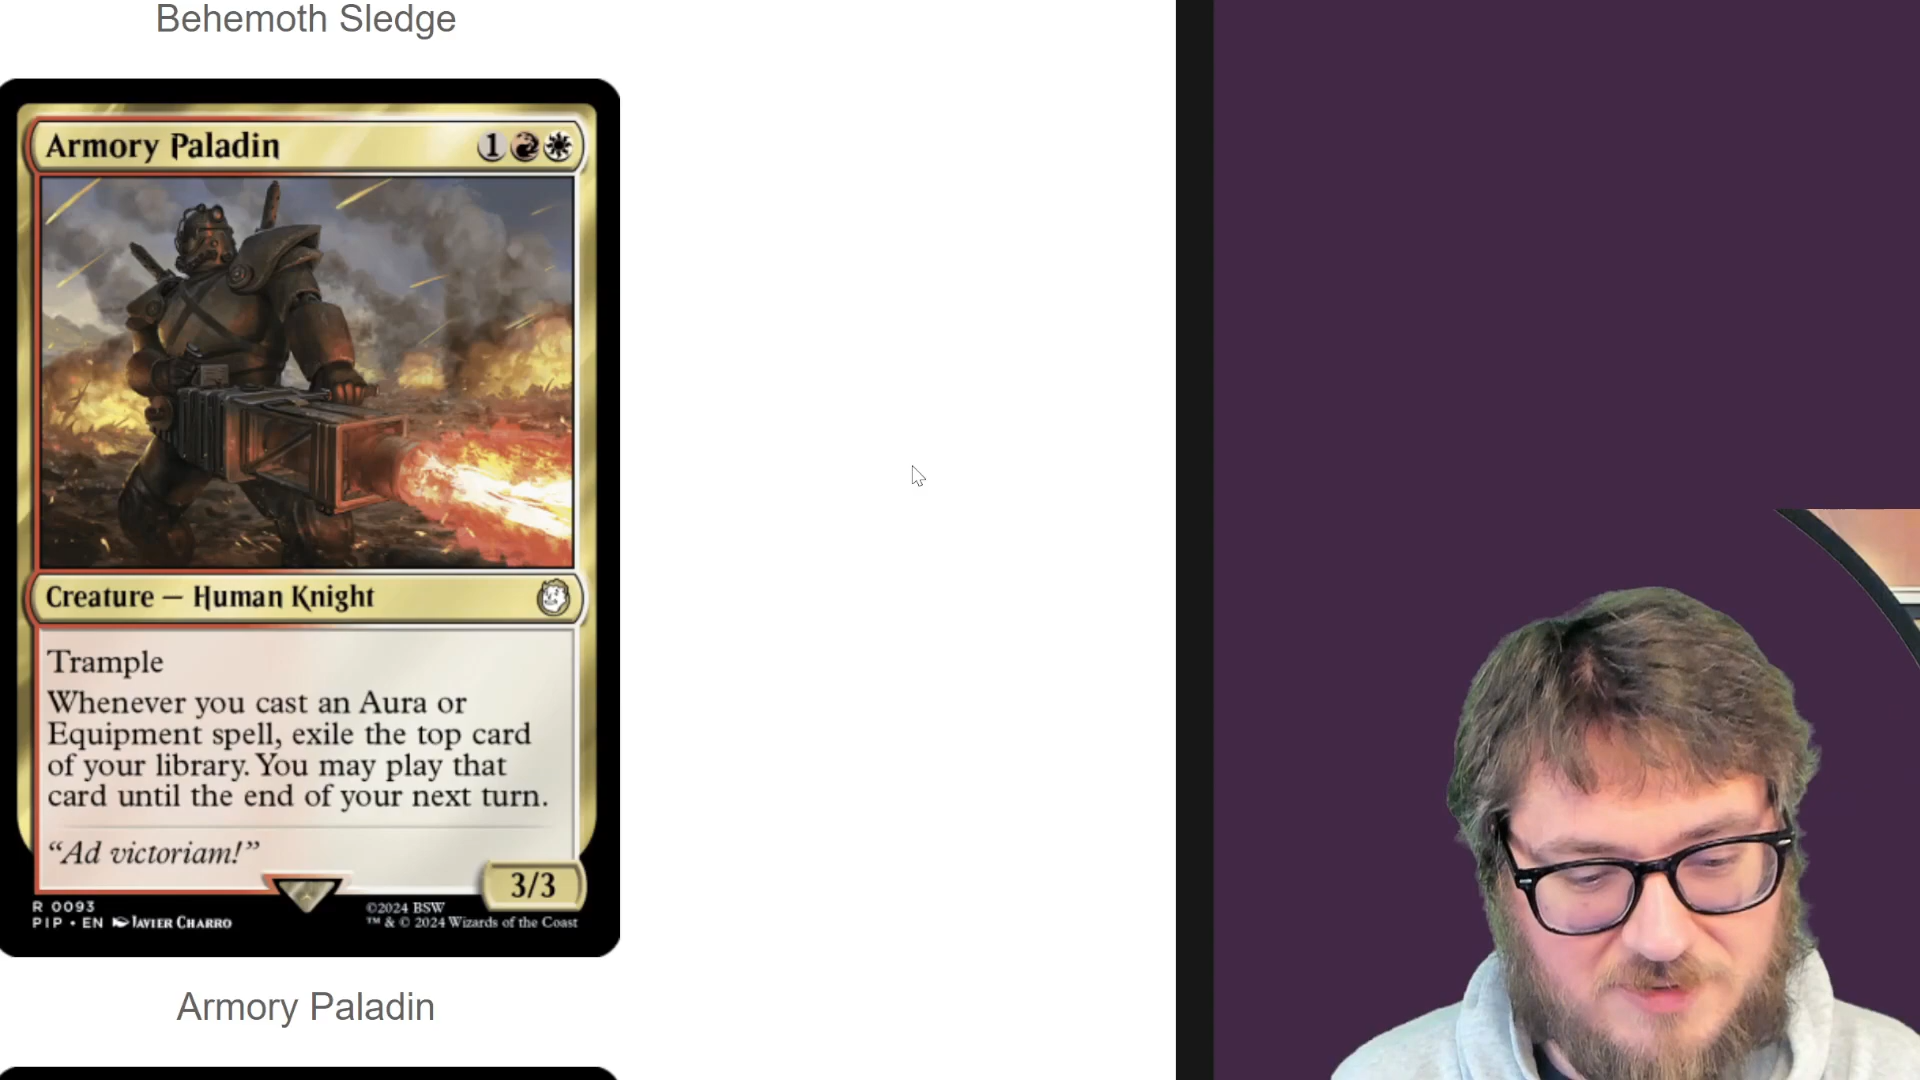 Behemoth Sledge
Armory Paladin 1
Creature — Human Knight
Trample
Whenever you cast an Aura or
Equipment spell, exile the top card
of your library. You may play that
card until the end of your next turn.
“Ad victoriam!”
3/3
R 0093
PIP • EN JAVIER CHARRO
©2024 BSW
™ & © 2024 Wizards of the Coast
Armory Paladin